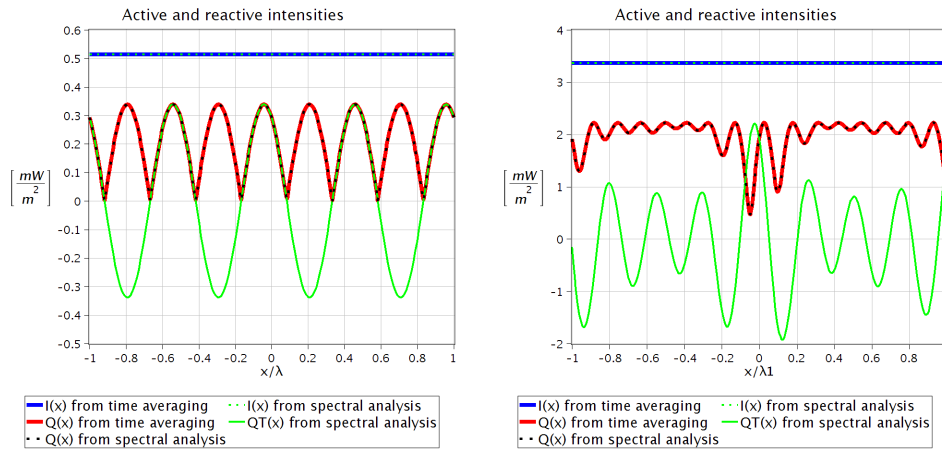 Active and reactive intensities
0.6
0.5
0.4
0.3
0.2
0.1
0
-0.1
-0.2
-0.3
-0.4
-0.5
[mW/m²]
-1 -0.8 -0.6 -0.4 -0.2 0 0.2 0.4 0.6 0.8 1
x/λ
I(x) from time averaging I(x) from spectral analysis
Q(x) from time averaging QT(x) from spectral analysis
Q(x) from spectral analysis
Active and reactive intensities
4
3
2
1
0
-1
-2
[mW/m²]
-1 -0.8 -0.6 -0.4 -0.2 0 0.2 0.4 0.6 0.8
x/λ1
I(x) from time averaging I(x) from spectral analysis
Q(x) from time averaging QT(x) from spectral analysis
Q(x) from spectral analysis